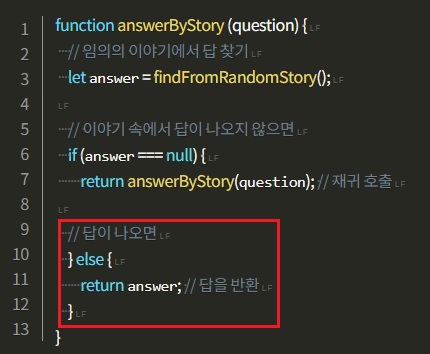 1 function answerByStory (question) { LF
2 // 임의의 이야기에서 답 찾기 LF
3 let answer = findFromRandomStory(); LF
4 LF
5 // 이야기 속에서 답이 나오지 않으면 LF
6 if (answer === null) { LF
7 return answerByStory(question); // 재귀 호출 LF
8 LF
9 // 답이 나오면 LF
10 } else { LF
11 return answer; // 답을 반환 LF
12 } LF
13 }